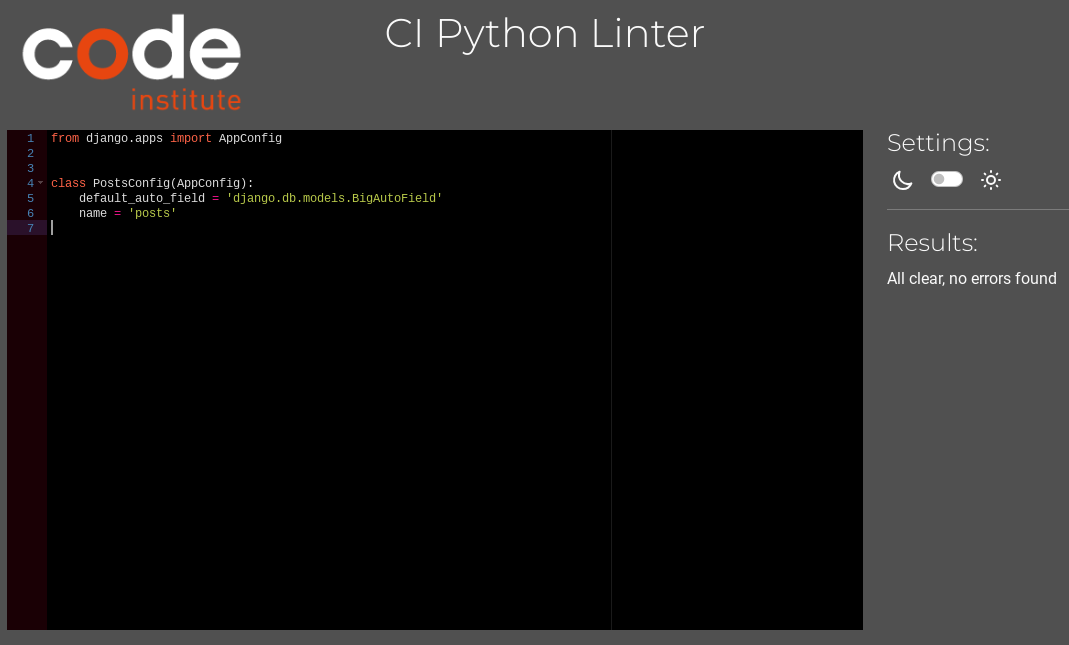 code
institute
CI Python Linter
1 from django.apps import AppConfig
2
3
4 class PostsConfig(AppConfig):
5     default_auto_field = 'django.db.models.BigAutoField'
6     name = 'posts'
7
Settings:
Results:
All clear, no errors found